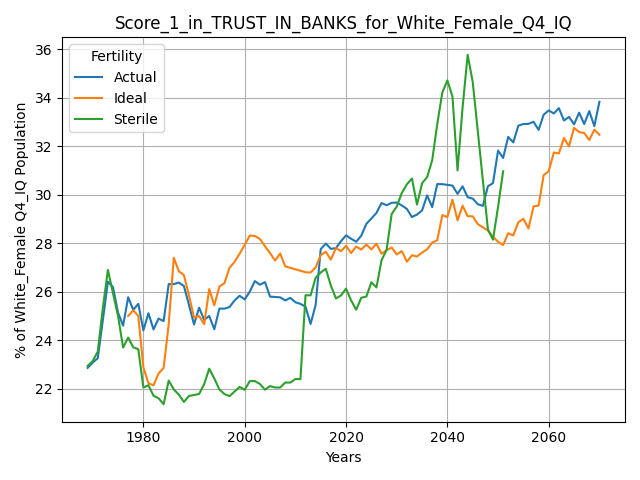 Score_1_in_TRUST_IN_BANKS_for_White_Female_Q4_IQ
Fertility
Actual
Ideal
Sterile
% of White_Female Q4_IQ Population
36
34
32
30
28
26
24
22
1980
2000
2020
2040
2060
Years